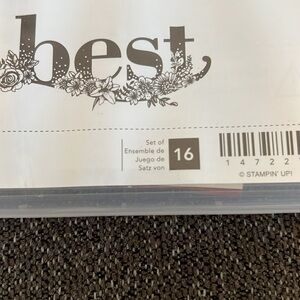 best
Set of
Ensemble de
Juego de
Satz von
16
14722
© STAMPIN' UP!